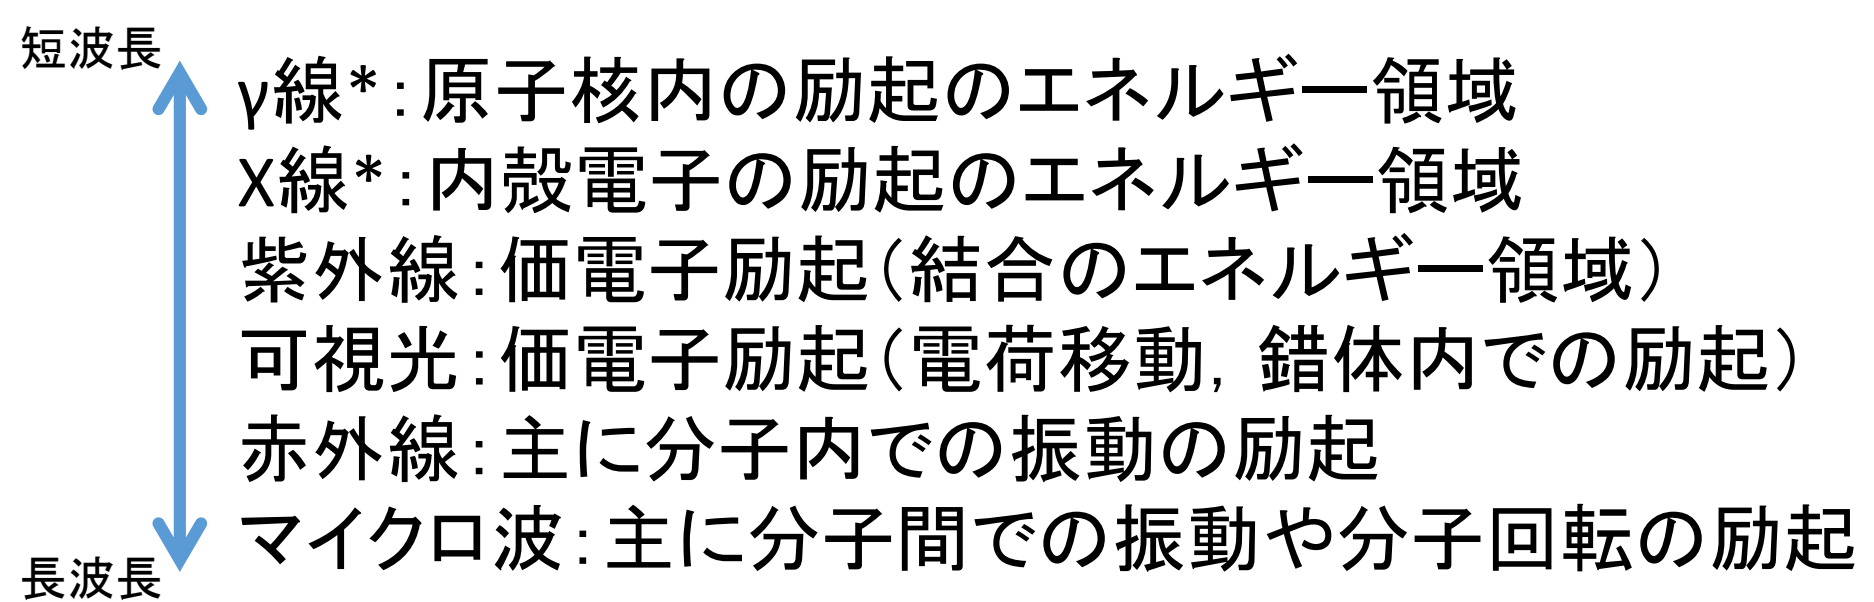 短波長
γ線*:原子核内の励起のエネルギー領域
X線*:内殻電子の励起のエネルギー領域
紫外線:価電子励起(結合のエネルギー領域)
可視光:価電子励起(電荷移動, 錯体内での励起)
赤外線:主に分子内での振動の励起
マイクロ波:主に分子間での振動や分子回転の励起
長波長